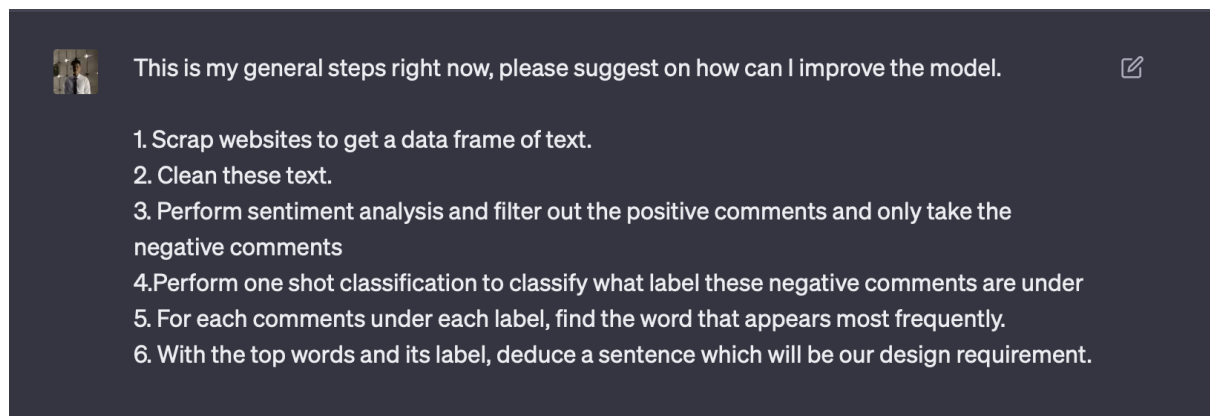 This is my general steps right now, please suggest on how can I improve the model.
1. Scrap websites to get a data frame of text.
2. Clean these text.
3. Perform sentiment analysis and filter out the positive comments and only take the
negative comments
4.Perform one shot classification to classify what label these negative comments are under
5. For each comments under each label, find the word that appears most frequently.
6. With the top words and its label, deduce a sentence which will be our design requirement.